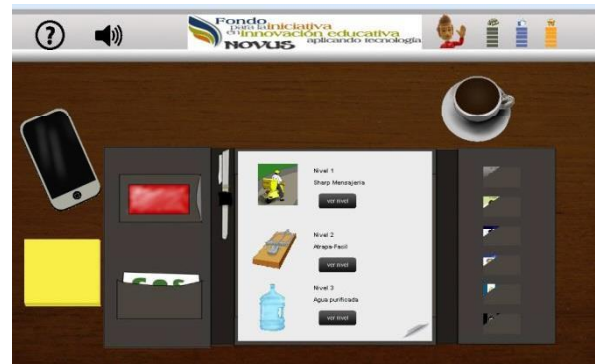 ?
Fondo
para la iniciativa
en innovación educativa
NOVUS aplicando tecnología
Nivel 1
Sharp Mensajería
ver nivel
Nivel 2
Atrapa-Facil
ver nivel
Nivel 3
Agua purificada
ver nivel